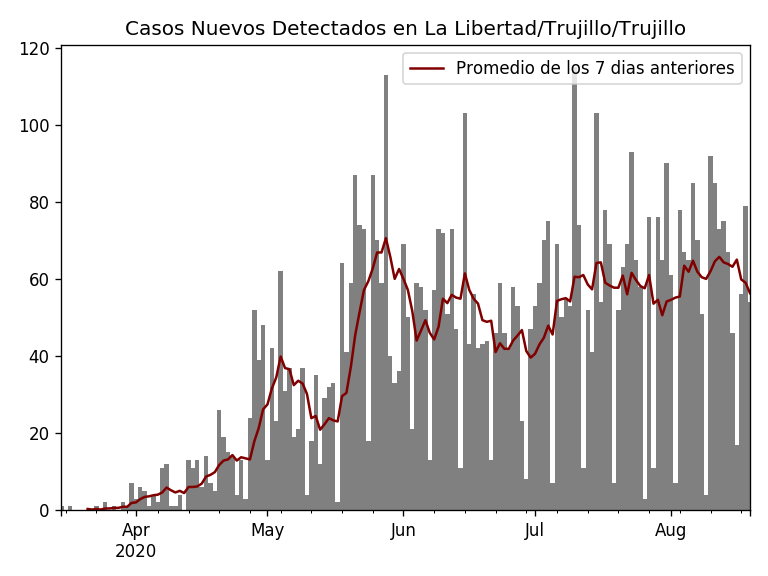 Casos Nuevos Detectados en La Libertad/Trujillo/Trujillo
Promedio de los 7 dias anteriores
120
100
80
60
40
20
0
Apr May Jun Jul Aug
2020